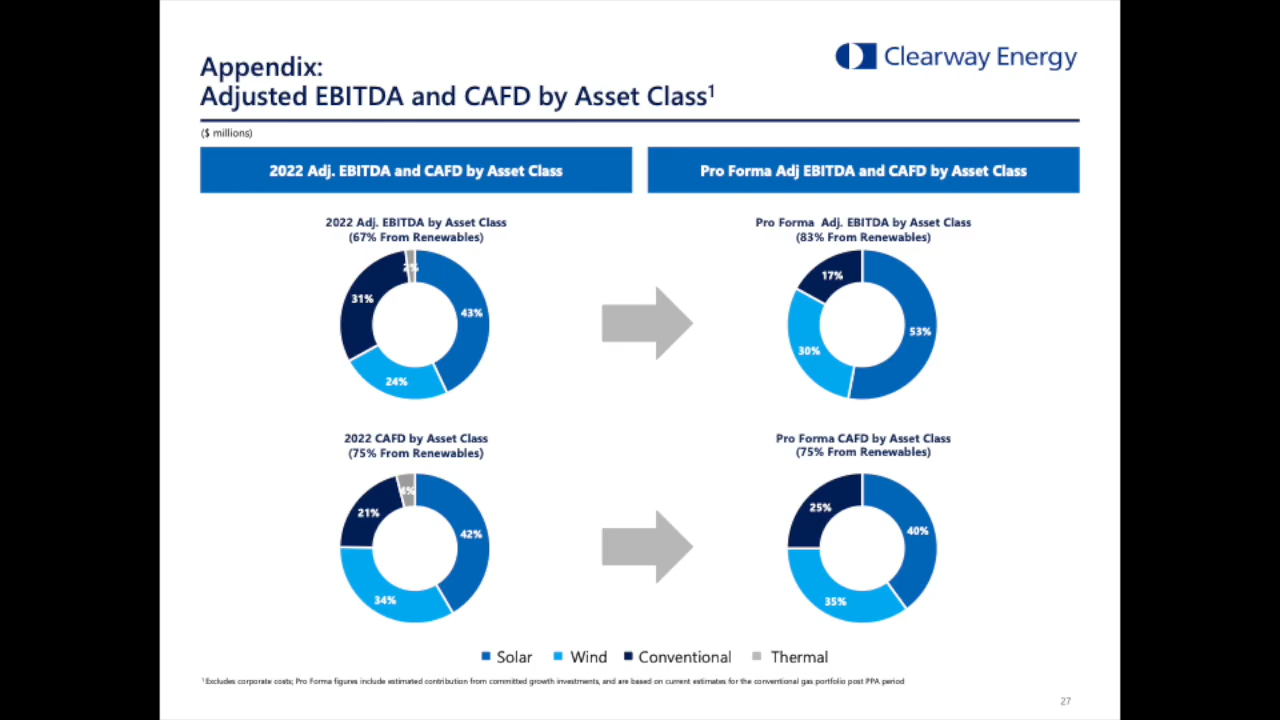 Appendix:
Adjusted EBITDA and CAFD by Asset Class¹
Clearway Energy
($ millions)
2022 Adj. EBITDA and CAFD by Asset Class
Pro Forma Adj EBITDA and CAFD by Asset Class
2022 Adj. EBITDA by Asset Class
(67% From Renewables)
2%
31%
43%
24%
Pro Forma Adj. EBITDA by Asset Class
(83% From Renewables)
17%
53%
30%
2022 CAFD by Asset Class
(75% From Renewables)
4%
21%
42%
34%
Pro Forma CAFD by Asset Class
(75% From Renewables)
25%
40%
35%
Solar Wind Conventional Thermal
¹Excludes corporate costs; Pro Forma figures include estimated contribution from committed growth investments, and are based on current estimates for the conventional gas portfolio post PPA period
27